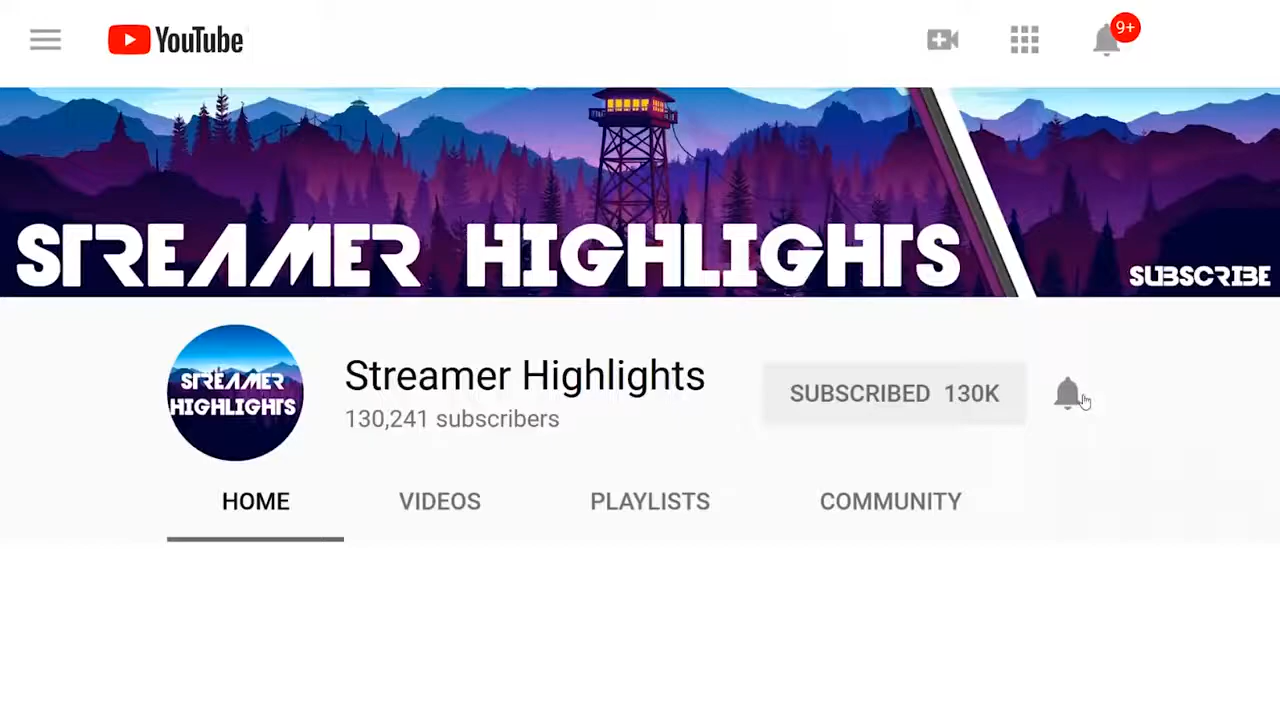 YouTube
9+
STREAMER HIGHLIGHTS
SUBSCRIBE
STREAMER
HIGHLIGHTS
Streamer Highlights
130,241 subscribers
SUBSCRIBED 130K
HOME VIDEOS PLAYLISTS COMMUNITY